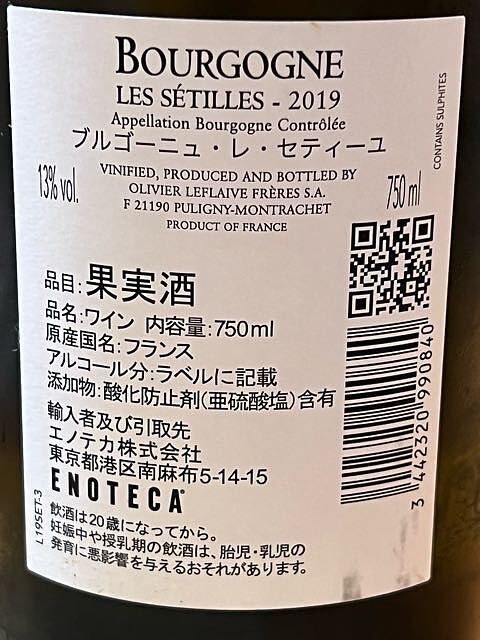 BOURGOGNE
LES SÉTILLES - 2019
Appellation Bourgogne Contrôlée
ブルゴーニュ・レ・セティーユ
CONTAINS SULPHITES
13% vol.
VINIFIED, PRODUCED AND BOTTLED BY
OLIVIER LEFLAIVE FRÈRES S.A.
F 21190 PULIGNY-MONTRACHET
PRODUCT OF FRANCE
750 ml
品目:果実酒
品名:ワイン 内容量:750ml
原産国名:フランス
アルコール分:ラベルに記載
添加物:酸化防止剤(亜硫酸塩)含有
輸入者及び引取先
エノテカ株式会社
東京都港区南麻布5-14-15
ENOTECA
飲酒は20歳になってから。
妊娠中や授乳期の飲酒は、胎児・乳児の
発育に悪影響を与えるおそれがあります。
L19SET-3
3 442320 990840